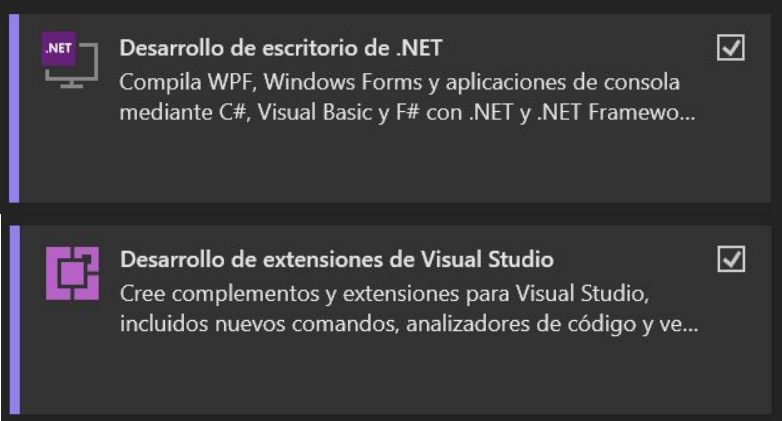 .NET
Desarrollo de escritorio de .NET
Compila WPF, Windows Forms y aplicaciones de consola
mediante C#, Visual Basic y F# con .NET y .NET Framewo...
Desarrollo de extensiones de Visual Studio
Cree complementos y extensiones para Visual Studio,
incluidos nuevos comandos, analizadores de código y ve...